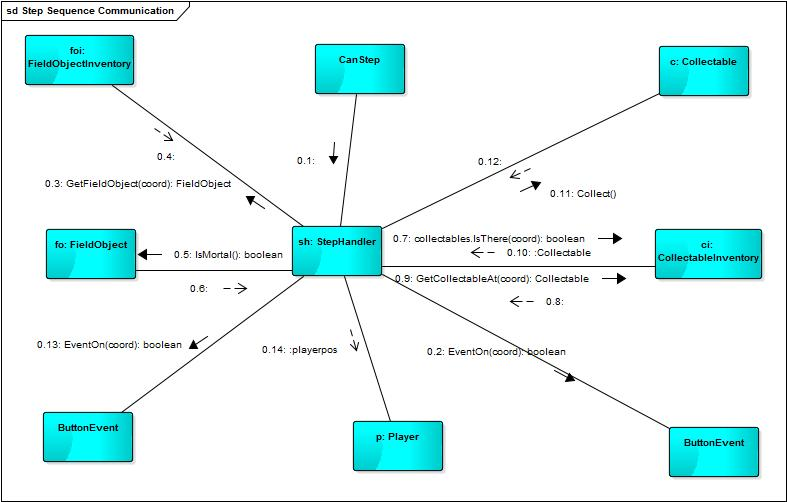 sd Step Sequence Communication
foi:
FieldObjectInventory
CanStep
c: Collectable
0.4:
0.1:
0.12:
0.3: GetFieldObject(coord): FieldObject
0.11: Collect()
fo: FieldObject
0.5: IsMortal(): boolean
sh: StepHandler
0.7: collectables.IsThere(coord): boolean
0.10: :Collectable
ci:
CollectableInventory
0.6:
0.9: GetCollectableAt(coord): Collectable
0.8:
0.13: EventOn(coord): boolean
0.14: :playerpos
0.2: EventOn(coord): boolean
ButtonEvent
p: Player
ButtonEvent